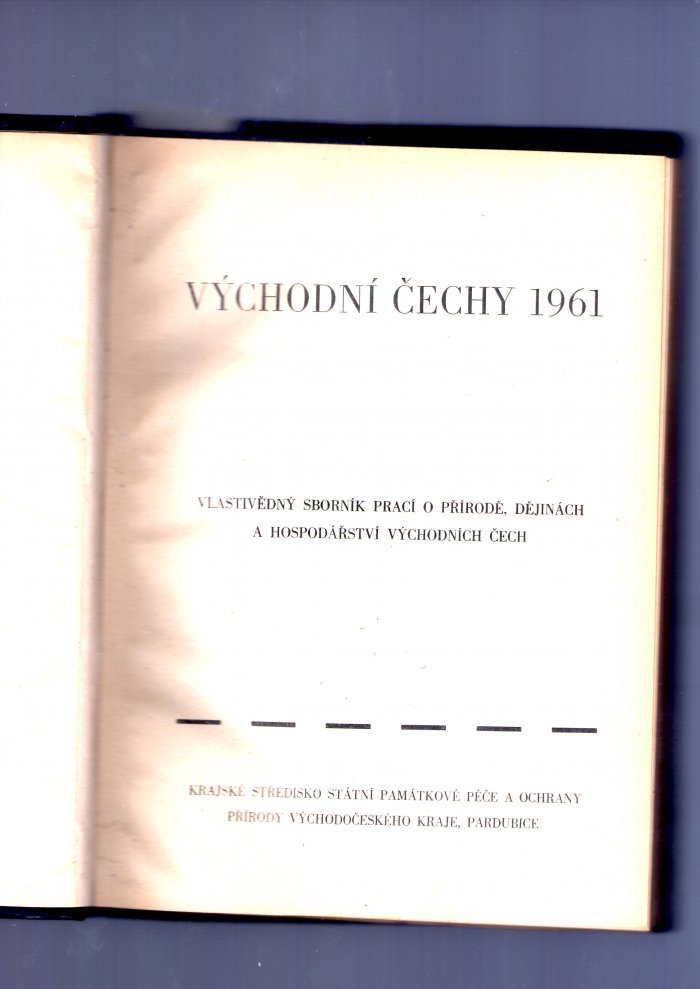 VÝCHODNÍ ČECHY 1961
VLASTIVĚDNÝ SBORNÍK PRACÍ O PŘÍRODĚ, DĚJINÁCH
A HOSPODÁŘSTVÍ VÝCHODNÍCH ČECH
KRAJSKÉ STŘEDISKO STÁTNÍ PAMÁTKOVÉ PÉČE A OCHRANY
PŘÍRODY VÝCHODOČESKÉHO KRAJE, PARDUBICE